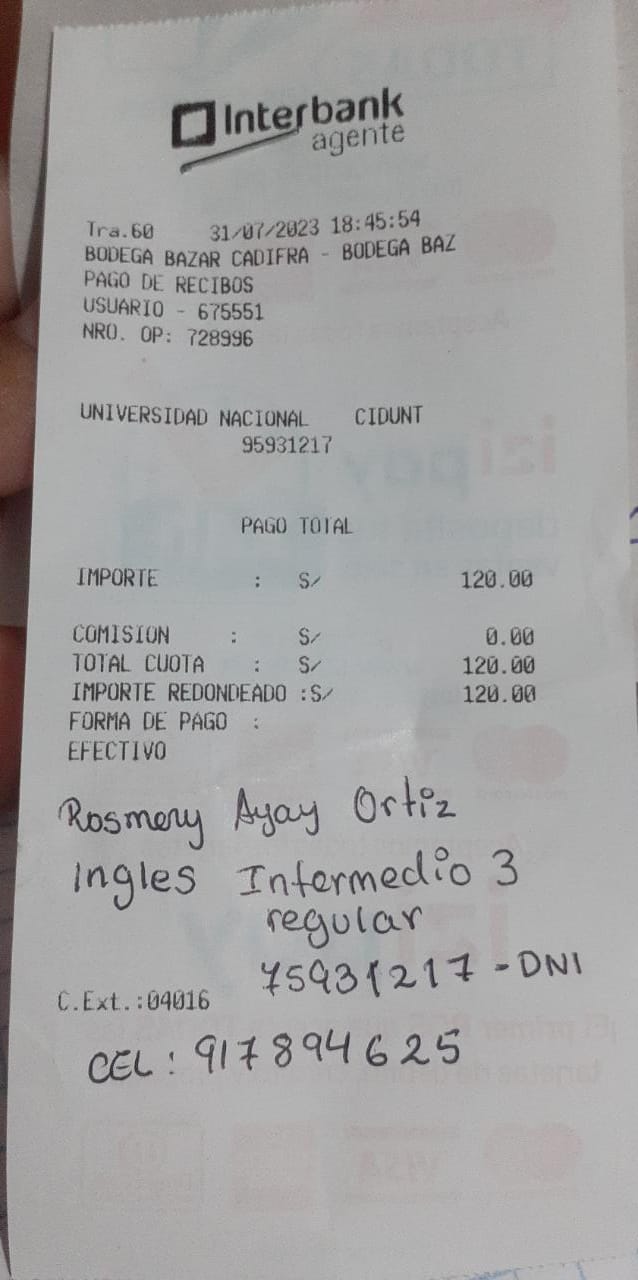 Interbank
agente
Tra.60 31/07/2023 18:45:54
BODEGA BAZAR CADIFRA - BODEGA BAZ
PAGO DE RECIBOS
USUARIO - 675551
NRO. OP: 728996
UNIVERSIDAD NACIONAL CIDUNT
95931217
PAGO TOTAL
IMPORTE : S/ 120.00
COMISION : S/ 0.00
TOTAL CUOTA : S/ 120.00
IMPORTE REDONDEADO :S/ 120.00
FORMA DE PAGO :
EFECTIVO
Rosmery Ayay Ortiz
Ingles Intermedio 3
regular
75931217-DNI
C.Ext.:04016
CEL: 917894625